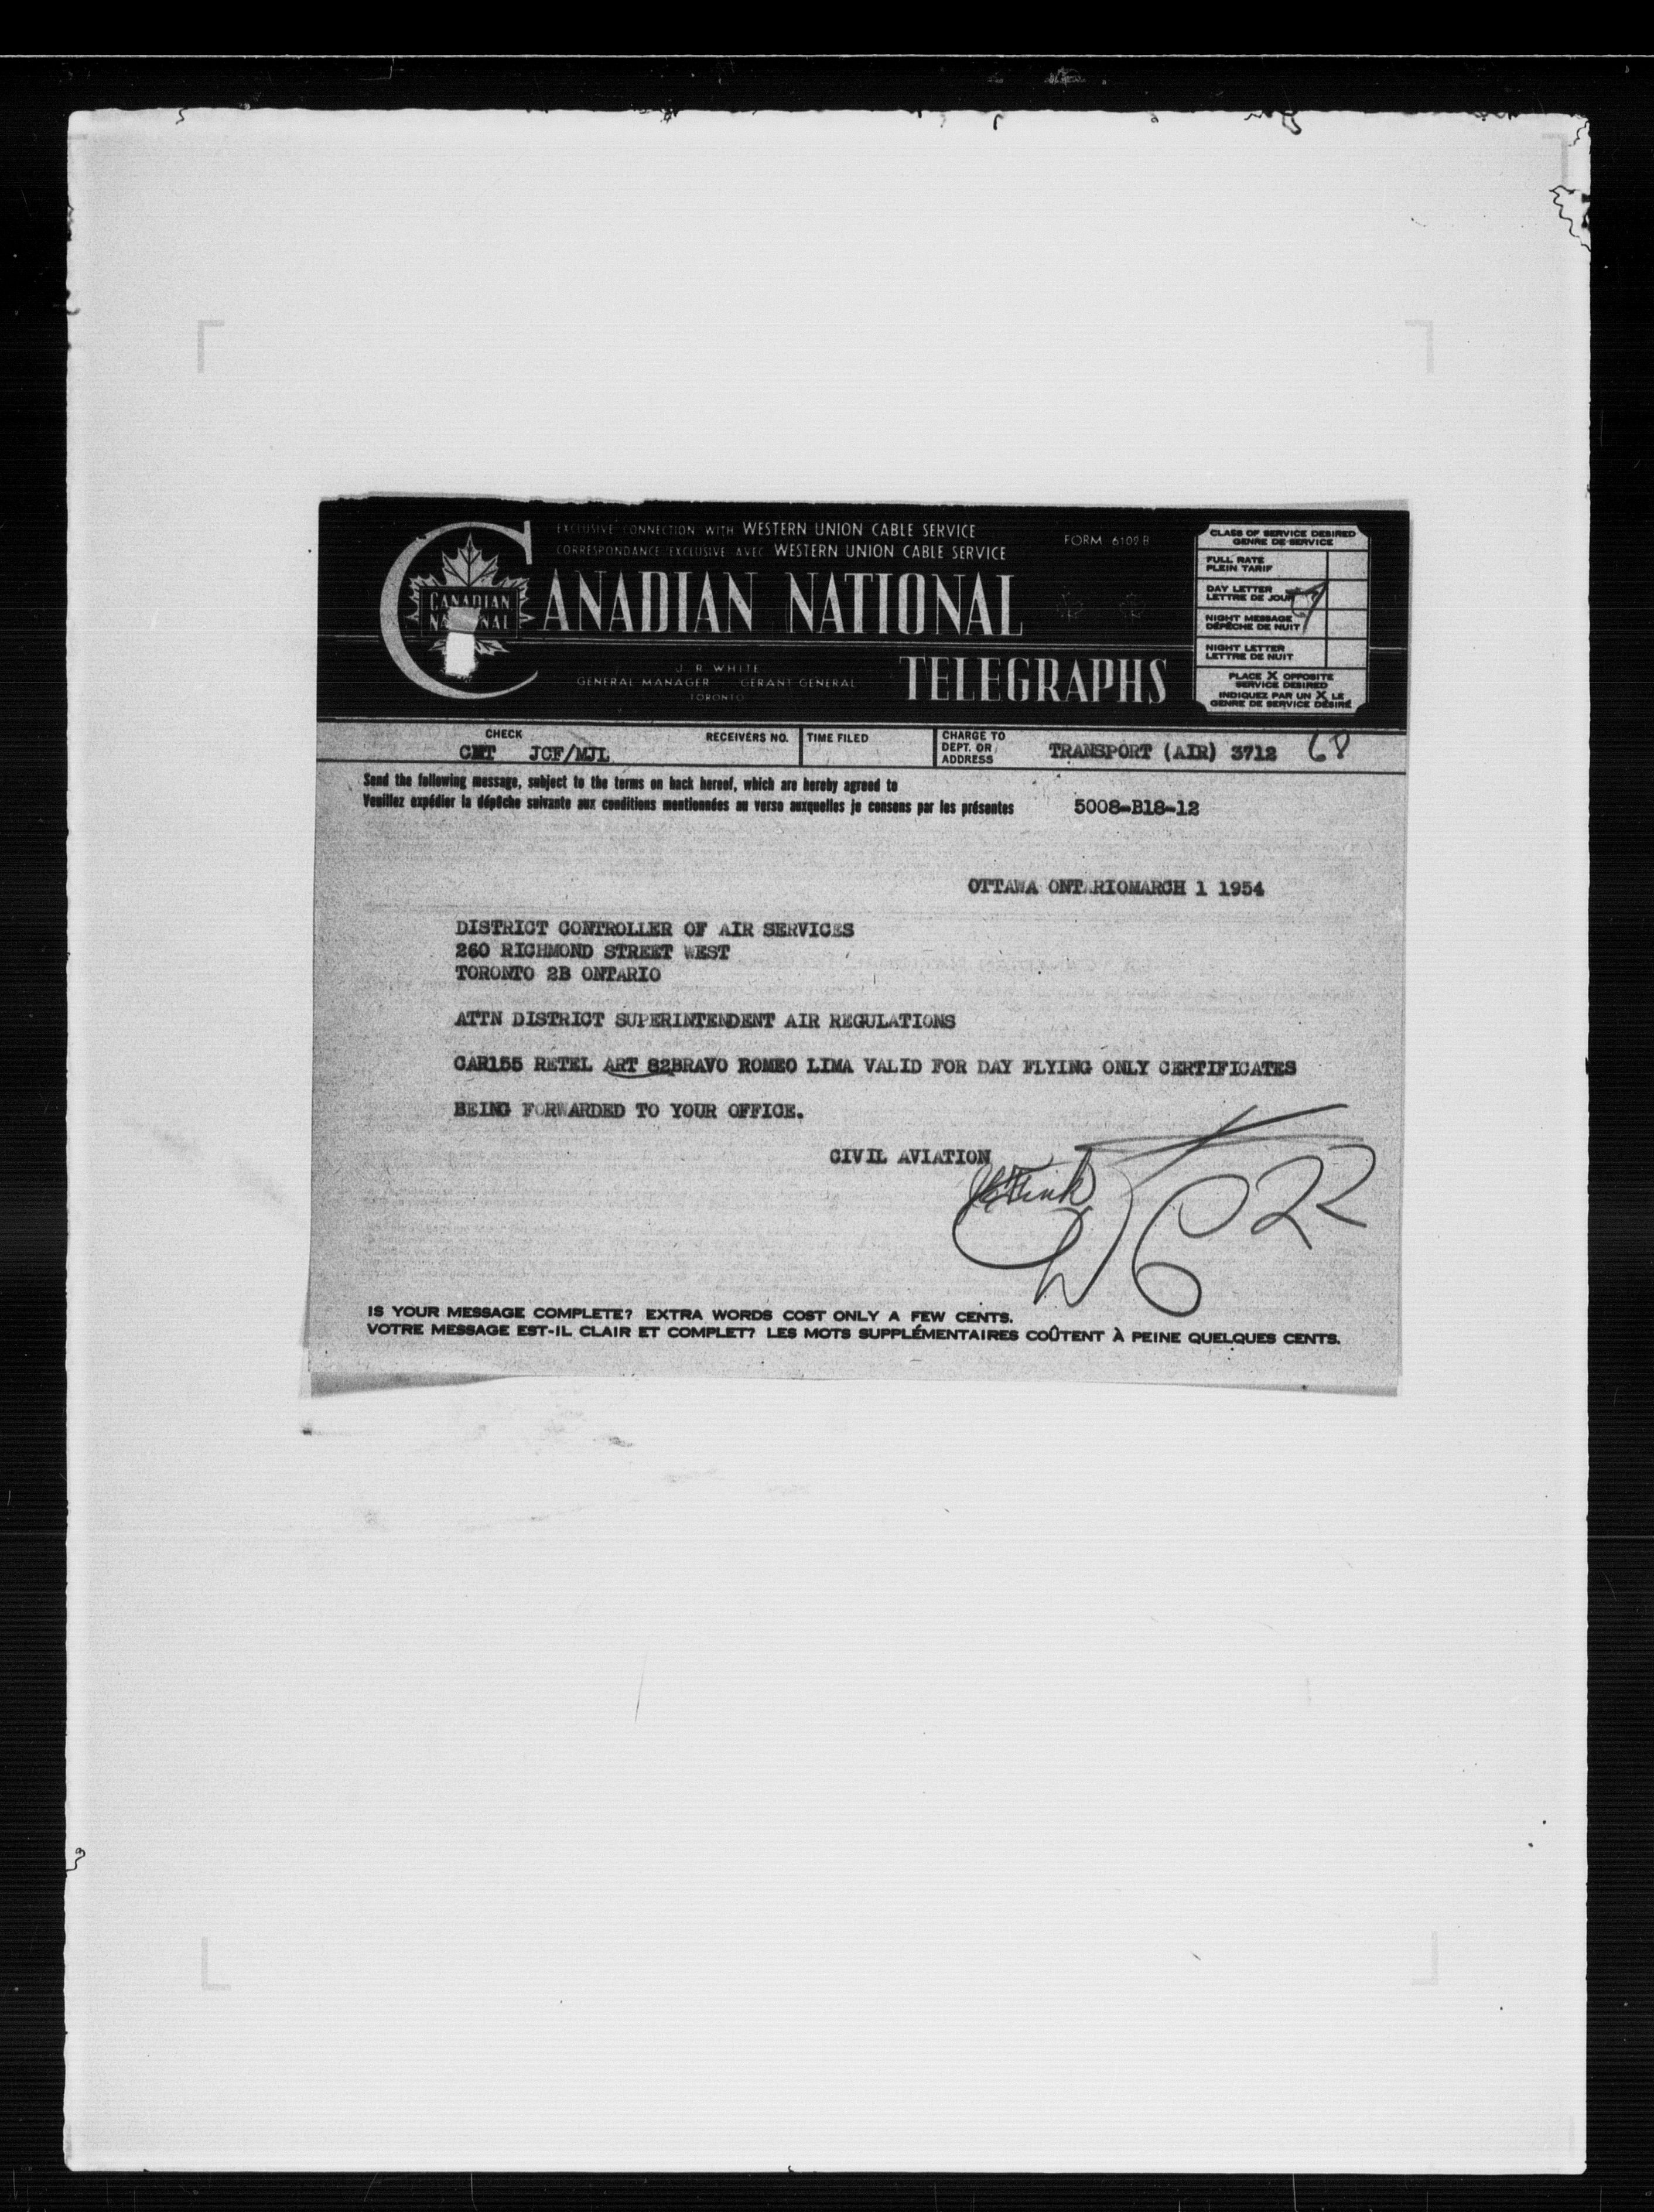 EXCLUSIVE CONNECTION WITH WESTERN UNION CABLE SERVICE
CORRESPONDANCE EXCLUSIVE AVEC WESTERN UNION CABLE SERVICE
FORM 6102 B
CANADIAN NATIONAL
CANADIAN NATIONAL
TELEGRAPHS
J. R. WHITE
GENERAL MANAGER GERANT GENERAL
TORONTO
CLASS OF SERVICE DESIRED
GENRE DE SERVICE
FULL RATE
PLEIN TARIF
DAY LETTER
LETTRE DE JOUR
NIGHT MESSAGE
DÉPÊCHE DE NUIT
NIGHT LETTER
LETTRE DE NUIT
PLACE X OPPOSITE
SERVICE DESIRED
INDIQUEZ PAR UN X LE
GENRE DE SERVICE DÉSIRÉ
CHECK
CMT JCF/MJL
RECEIVERS NO.
TIME FILED
CHARGE TO
DEPT. OR
ADDRESS
TRANSPORT (AIR) 3712 68
Send the following message, subject to the terms on back hereof, which are hereby agreed to
Veuillez expédier la dépêche suivante aux conditions mentionnées au verso auxquelles je consens par les présentes
5008-B18-12
OTTAWA ONTARIOMARCH 1 1954
DISTRICT CONTROLLER OF AIR SERVICES
260 RICHMOND STREET WEST
TORONTO 2B ONTARIO
ATTN DISTRICT SUPERINTENDENT AIR REGULATIONS
CAR155 RETEL ART 82BRAVO ROMEO LIMA VALID FOR DAY FLYING ONLY CERTIFICATES
BEING FORWARDED TO YOUR OFFICE.
CIVIL AVIATION
IS YOUR MESSAGE COMPLETE? EXTRA WORDS COST ONLY A FEW CENTS.
VOTRE MESSAGE EST-IL CLAIR ET COMPLET? LES MOTS SUPPLÉMENTAIRES COÛTENT À PEINE QUELQUES CENTS.